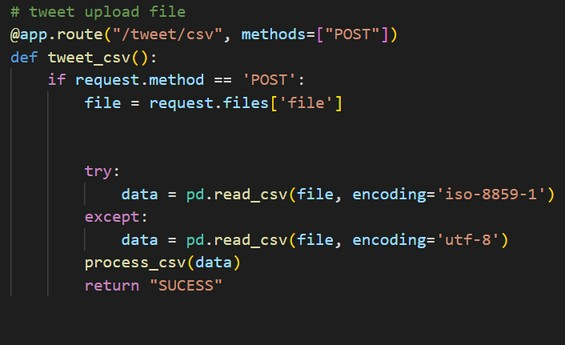 # tweet upload file
@app.route("/tweet/csv", methods=["POST"])
def tweet_csv():
    if request.method == 'POST':
        file = request.files['file']
        try:
            data = pd.read_csv(file, encoding='iso-8859-1')
        except:
            data = pd.read_csv(file, encoding='utf-8')
        process_csv(data)
        return "SUCESS"